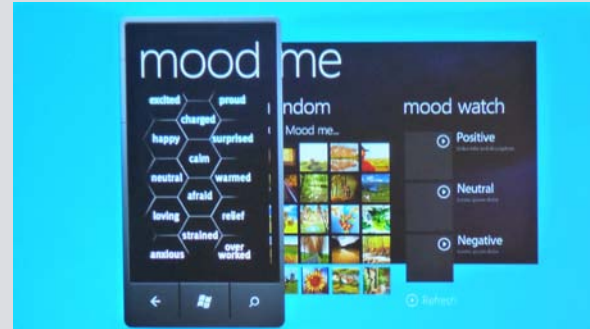 mood me
excited proud
charged
happy surprised
calm
neutral warmed
afraid
loving relief
strained
anxious over
worked
ndom
Mood me...
mood watch
Positive
Neutral
Negative
Refresh